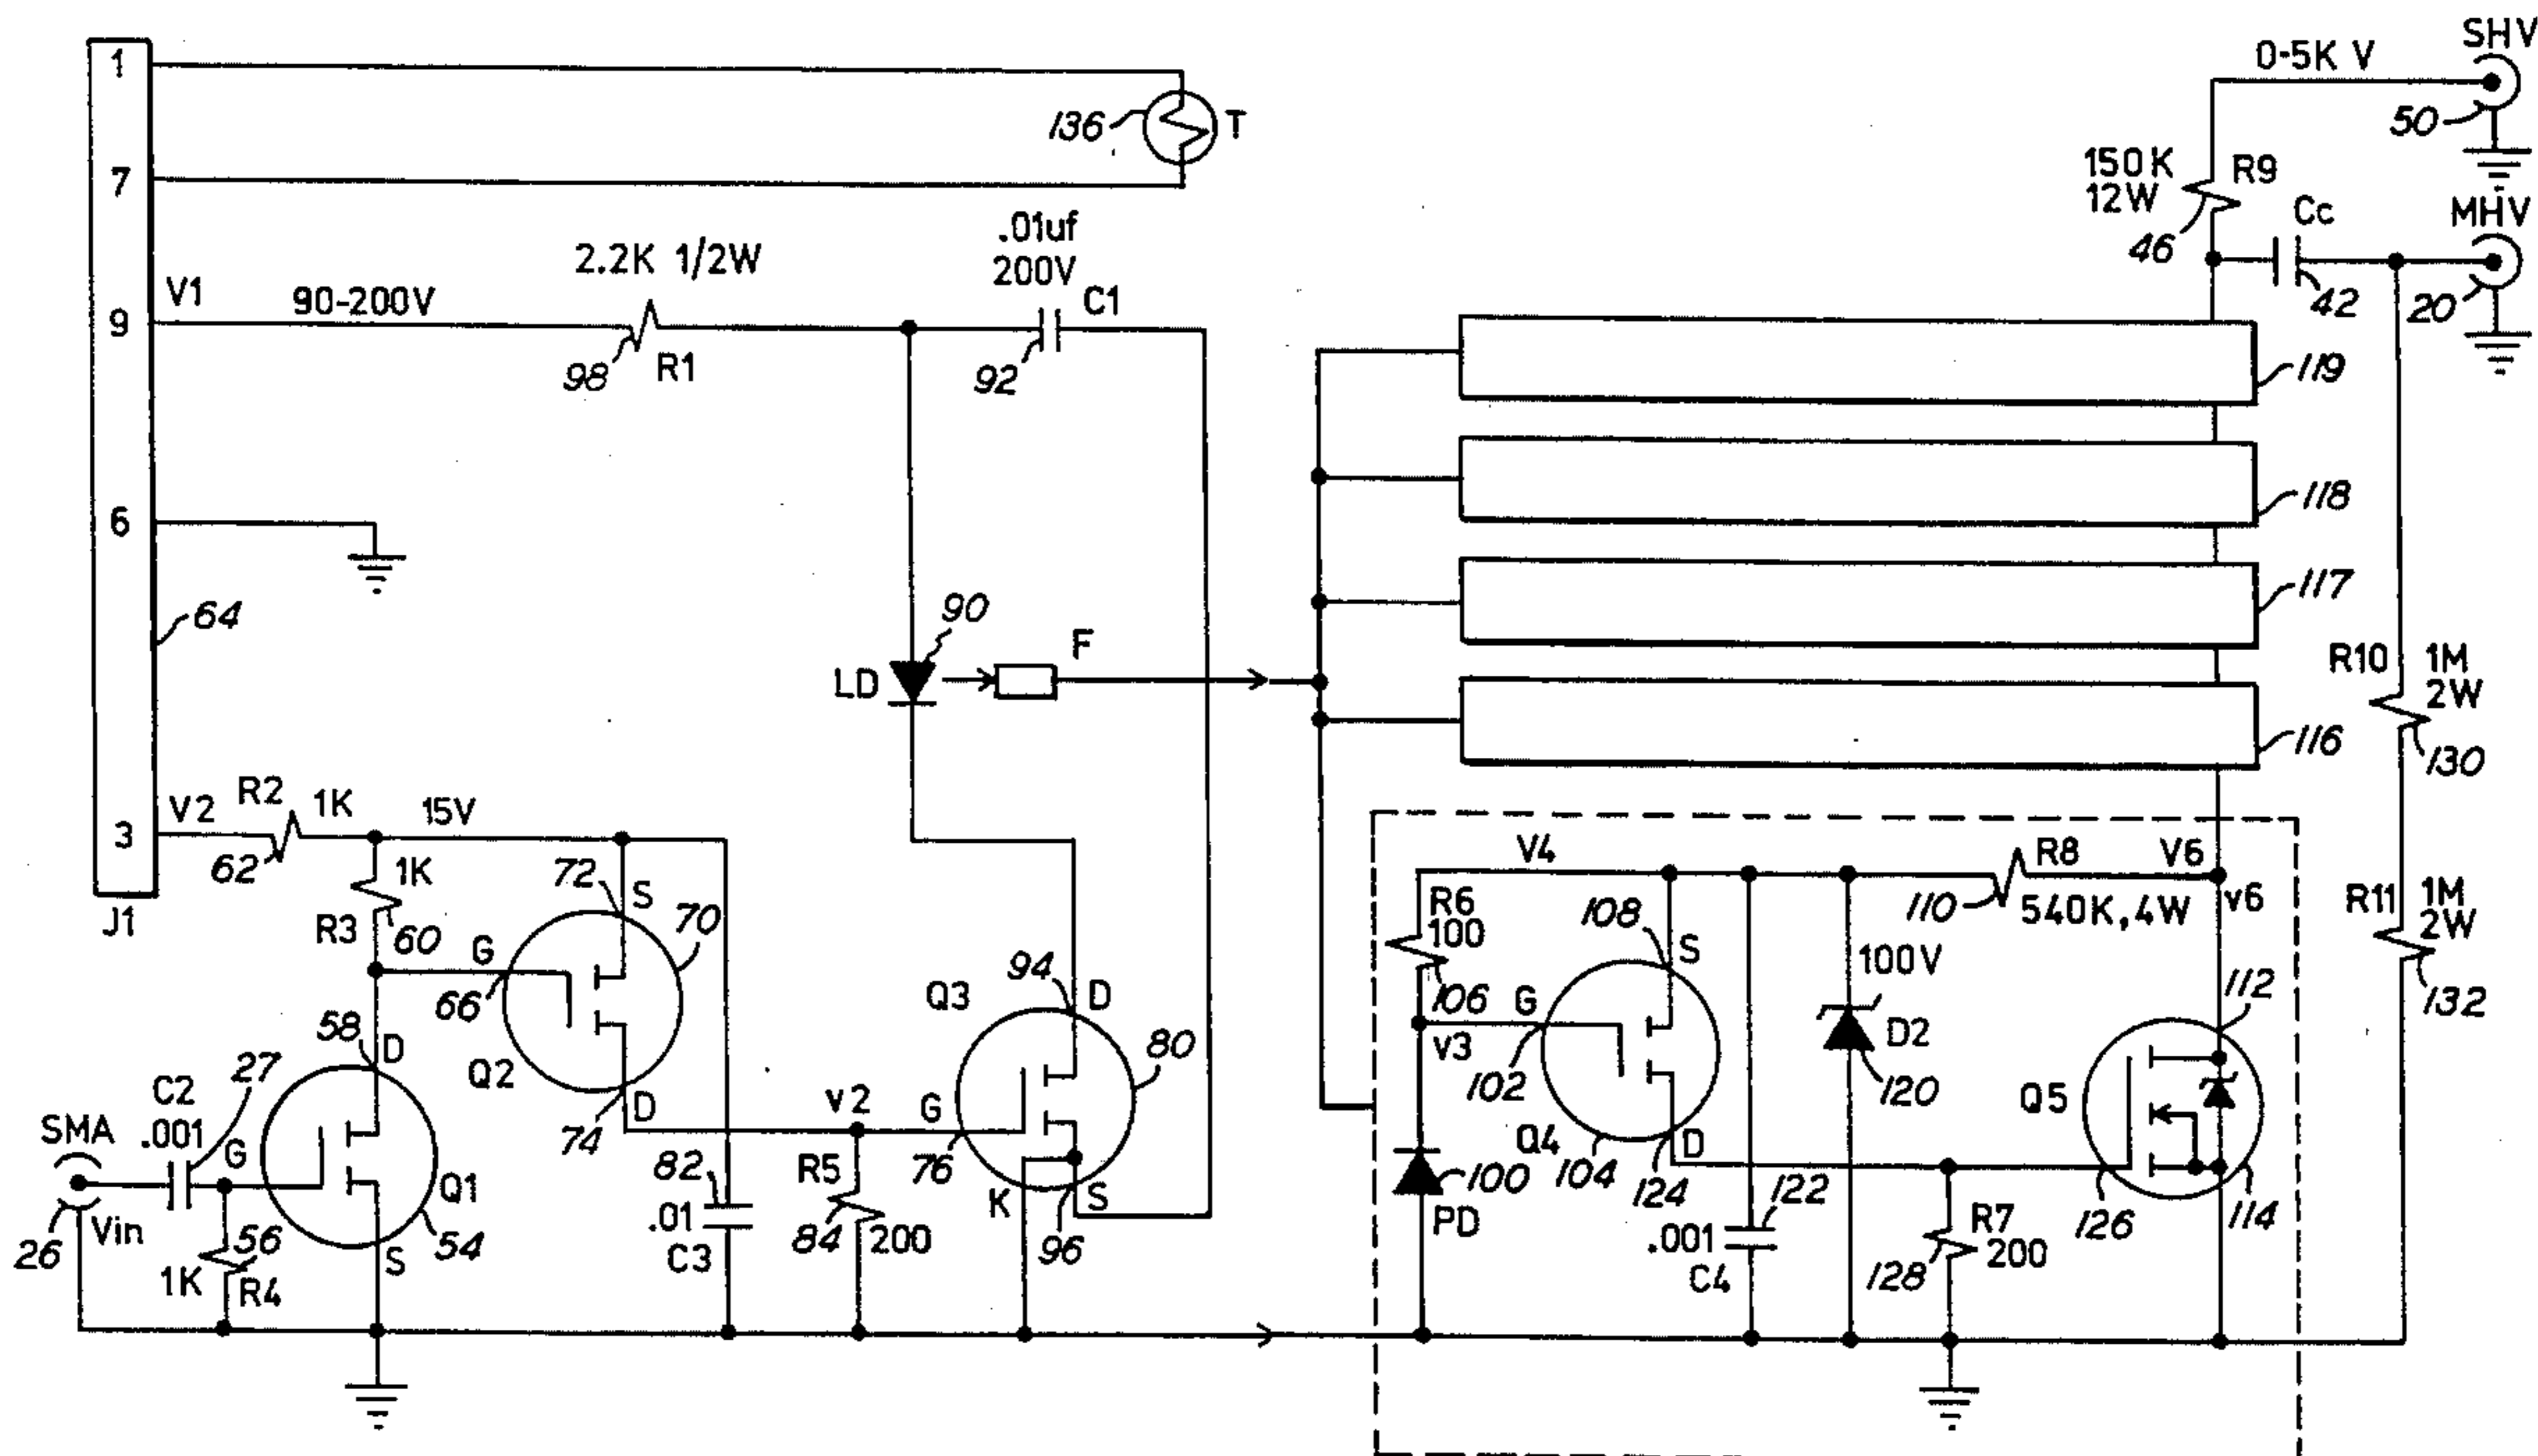 SHV
0-5K V
1
136
T
50
150K
12W
R9
7
46
Cc
MHV
.01uf
200V
2.2K 1/2W
V1
90-200V
C1
42
20
9
98
R1
92
119
118
6
90
117
64
F
LD
R10
1M
2W
116
130
V2
R2
1K
15V
3
62
1K
72
S
V4
R8
V6
v6
J1
R3
60
70
R6
100
108
S
110
540K,4W
R11
1M
2W
G
66
94
D
Q3
106
100V
112
132
58
D
Q2
G
v3
102
D2
120
C2
.001
27
G
74
D
v2
G
80
Q5
SMA
Q1
82
R5
76
Q4
104
D
124
100
122
26
Vin
56
54
.01
C3
84
200
K
S
96
PD
.001
C4
R7
200
128
126
114
1K
R4
S